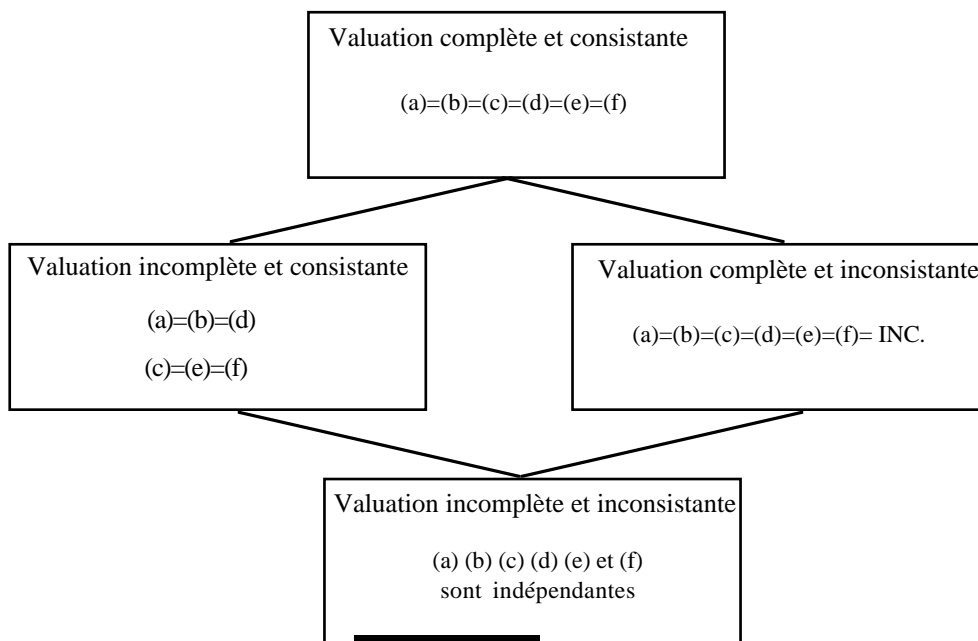 Valuation complète et consistante
(a)=(b)=(c)=(d)=(e)=(f)
Valuation incomplète et consistante
(a)=(b)=(d)
(c)=(e)=(f)
Valuation complète et inconsistante
(a)=(b)=(c)=(d)=(e)=(f)= INC.
Valuation incomplète et inconsistante
(a) (b) (c) (d) (e) et (f)
sont indépendantes